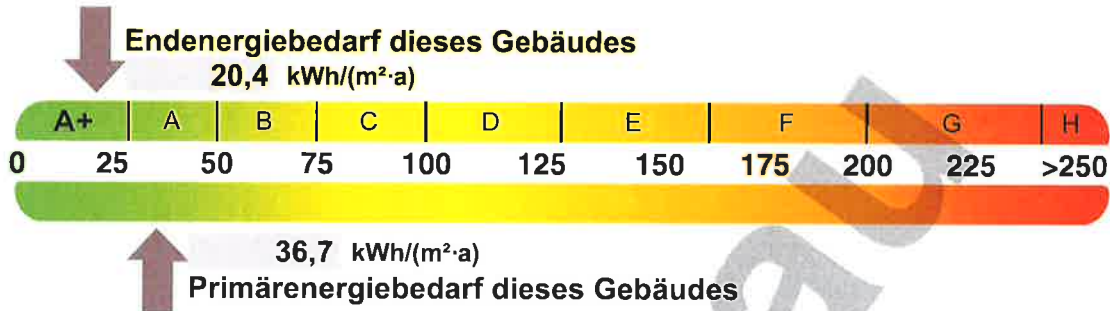 Endenergiebedarf dieses Gebäudes
20,4 kWh/(m²·a)
A+ A B C D E F G H
0 25 50 75 100 125 150 175 200 225 >250
36,7 kWh/(m²·a)
Primärenergiebedarf dieses Gebäudes